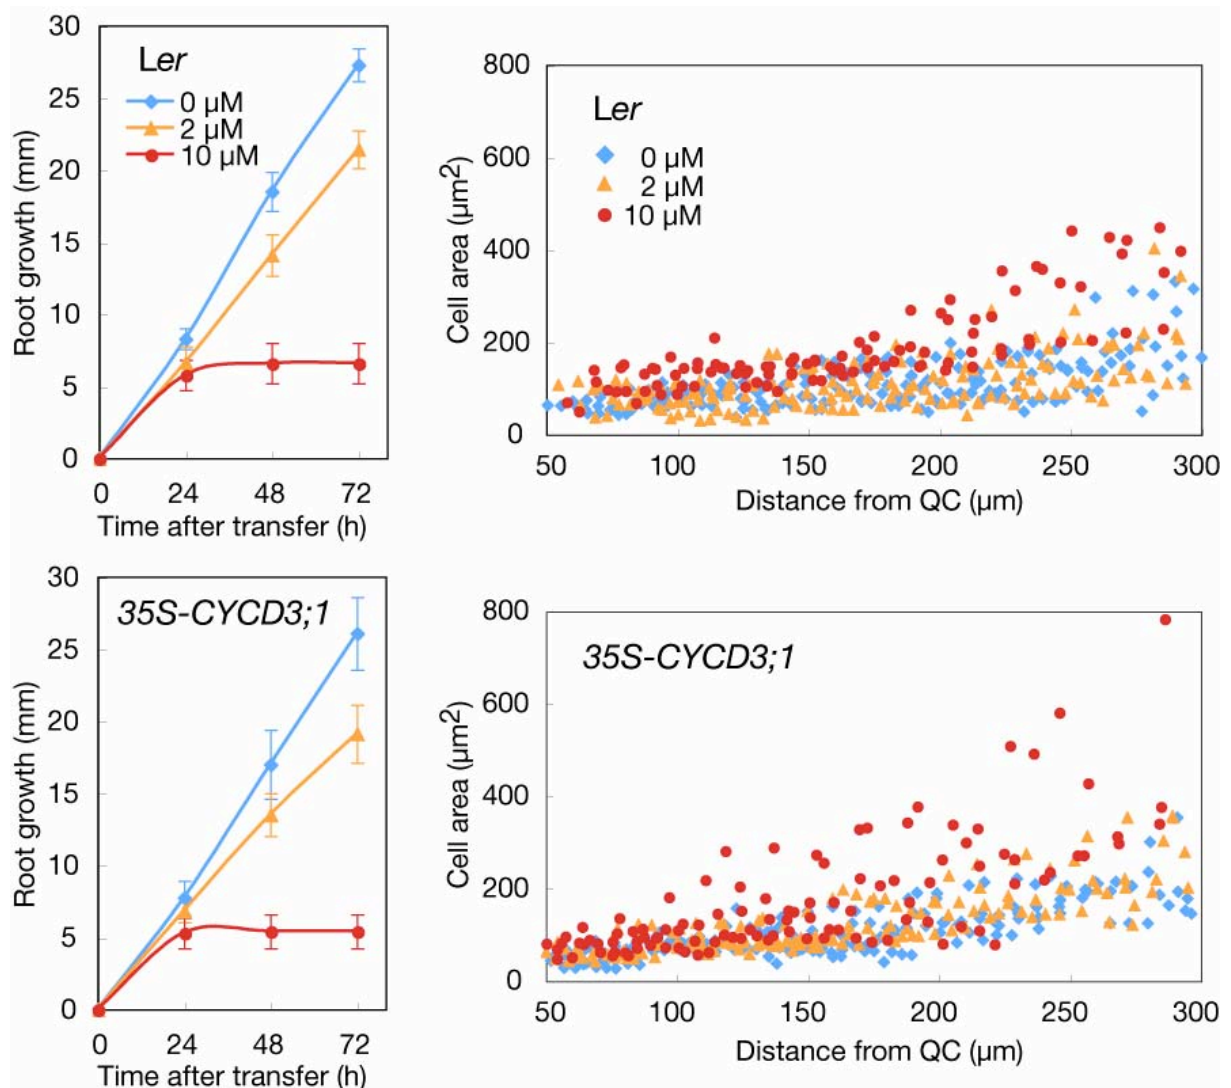 30
25
20
15
10
5
0
Root growth (mm)
Ler
0 µM
2 µM
10 µM
0 24 48 72
Time after transfer (h)
800
600
400
200
0
Cell area (µm2)
Ler
0 µM
2 µM
10 µM
50 100 150 200 250 300
Distance from QC (µm)
30
25
20
15
10
5
0
Root growth (mm)
35S-CYCD3;1
0 24 48 72
Time after transfer (h)
800
600
400
200
0
Cell area (µm2)
35S-CYCD3;1
50 100 150 200 250 300
Distance from QC (µm)